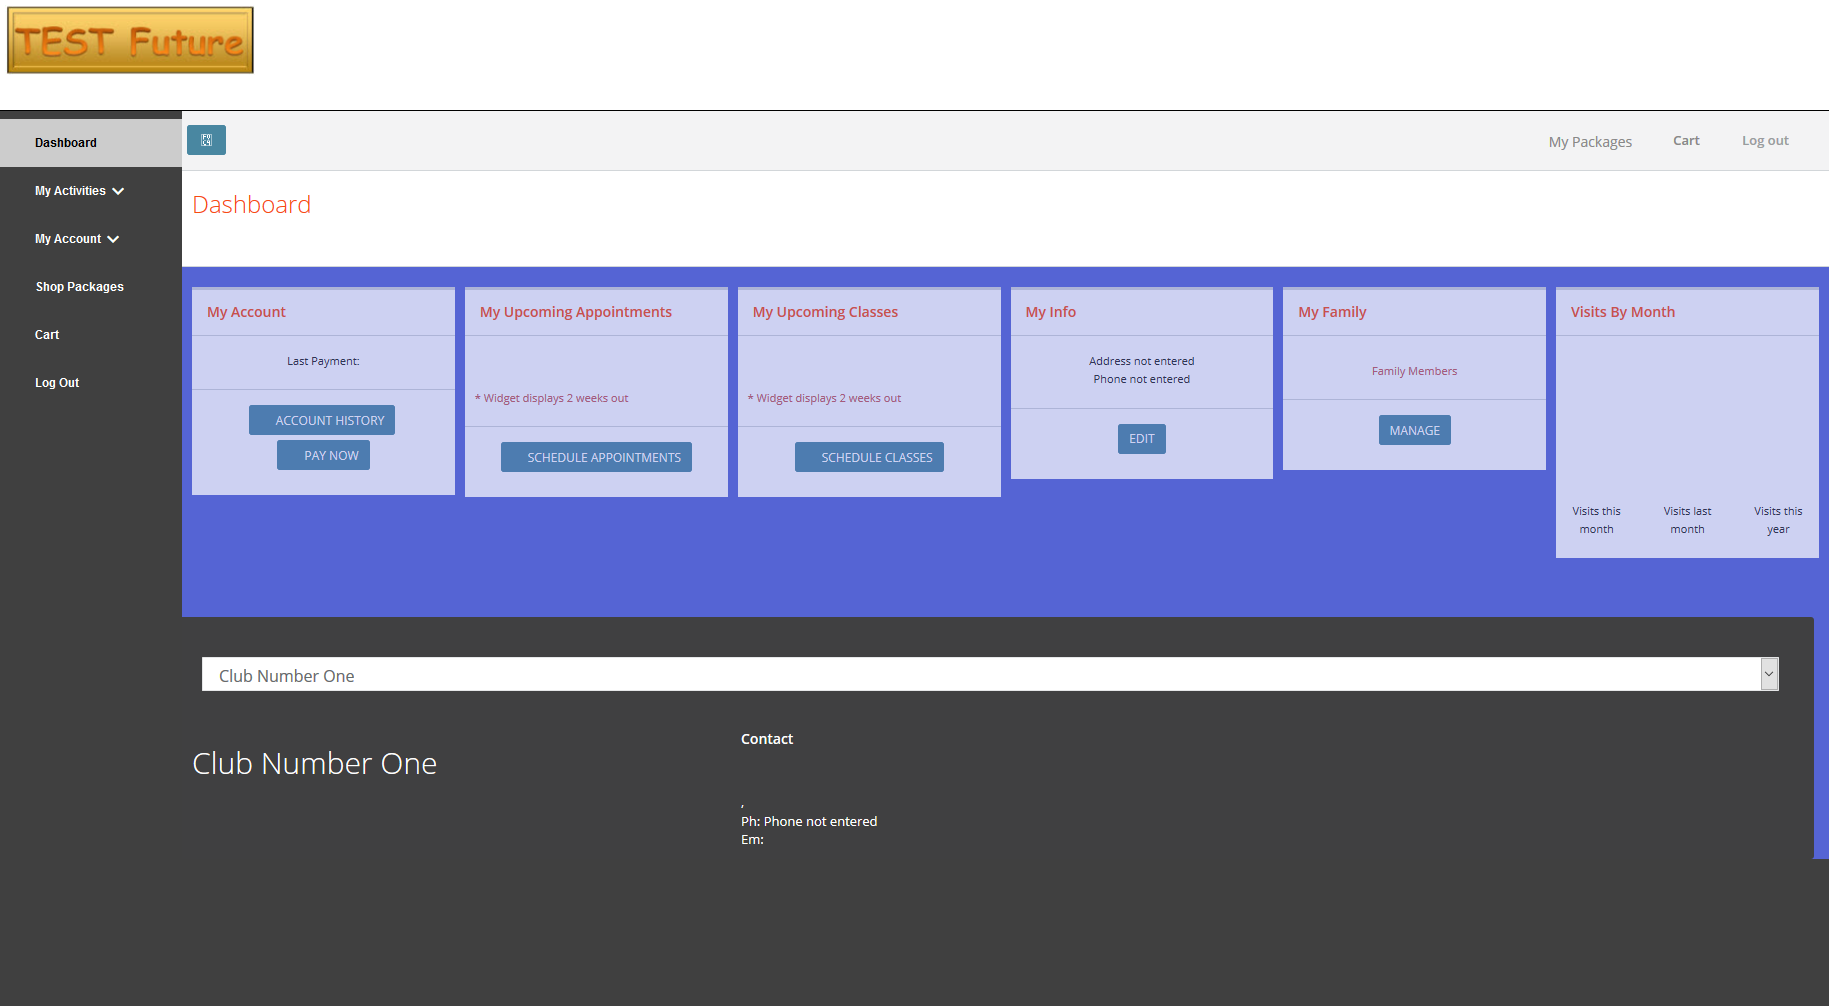 TEST Future
Dashboard
My Activities
My Account
Shop Packages
Cart
Log Out
My Packages
Cart
Log out
Dashboard
My Account
Last Payment:
ACCOUNT HISTORY
PAY NOW
My Upcoming Appointments
* Widget displays 2 weeks out
SCHEDULE APPOINTMENTS
My Upcoming Classes
* Widget displays 2 weeks out
SCHEDULE CLASSES
My Info
Address not entered
Phone not entered
EDIT
My Family
Family Members
MANAGE
Visits By Month
Visits this
month
Visits last
month
Visits this
year
Club Number One
Club Number One
Contact
,
Ph: Phone not entered
Em: